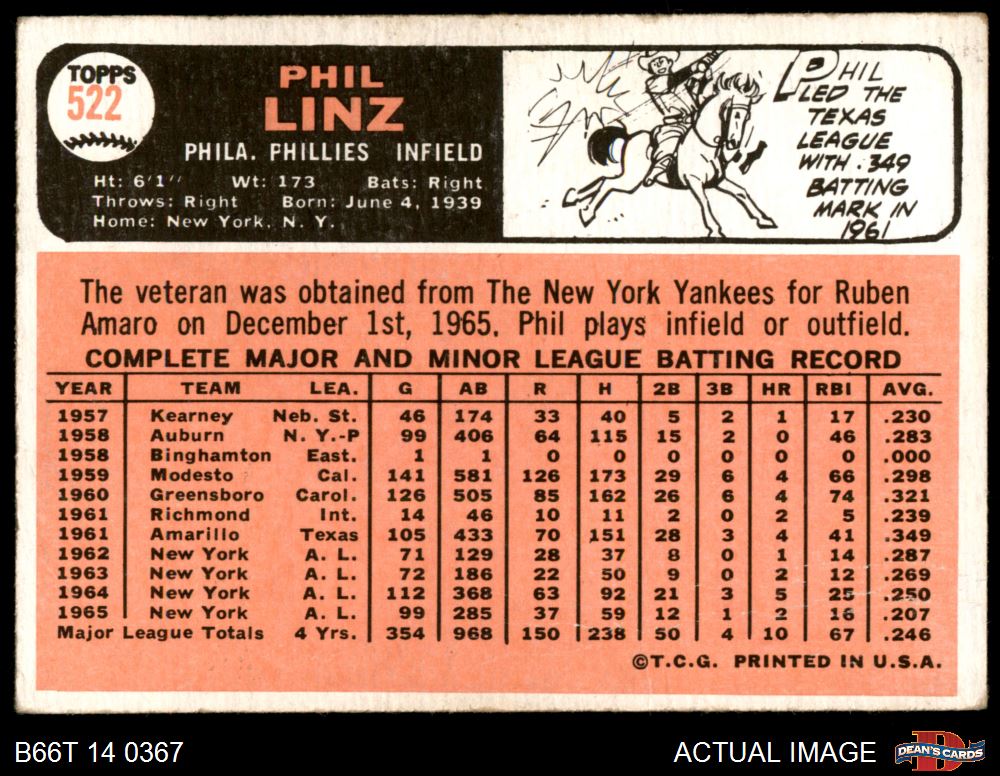 TOPPS
522
PHIL
LINZ
PHILA. PHILLIES INFIELD
Ht: 6'1'' Wt: 173 Bats: Right
Throws: Right Born: June 4, 1939
Home: New York, N. Y.
PHIL
LED THE
TEXAS
LEAGUE
WITH .349
BATTING
MARK IN
1961
The veteran was obtained from The New York Yankees for Ruben
Amaro on December 1st, 1965. Phil plays infield or outfield.
COMPLETE MAJOR AND MINOR LEAGUE BATTING RECORD
YEAR TEAM LEA. G AB R H 2B 3B HR RBI AVG.
1957 Kearney Neb. St. 46 174 33 40 5 2 1 17 .230
1958 Auburn N. Y.-P 99 406 64 115 15 2 0 46 .283
1958 Binghamton East. 1 1 0 0 0 0 0 0 .000
1959 Modesto Cal. 141 581 126 173 29 6 4 66 .298
1960 Greensboro Carol. 126 505 85 162 26 6 4 74 .321
1961 Richmond Int. 14 46 10 11 2 0 2 5 .239
1961 Amarillo Texas 105 433 70 151 28 3 4 41 .349
1962 New York A. L. 71 129 28 37 8 0 1 14 .287
1963 New York A. L. 72 186 22 50 9 0 2 12 .269
1964 New York A. L. 112 368 63 92 21 3 5 25 .250
1965 New York A. L. 99 285 37 59 12 1 2 16 .207
Major League Totals 4 Yrs. 354 968 150 238 50 4 10 67 .246
©T.C.G. PRINTED IN U.S.A.
B66T 14 0367 ACTUAL IMAGE DEAN'S CARDS